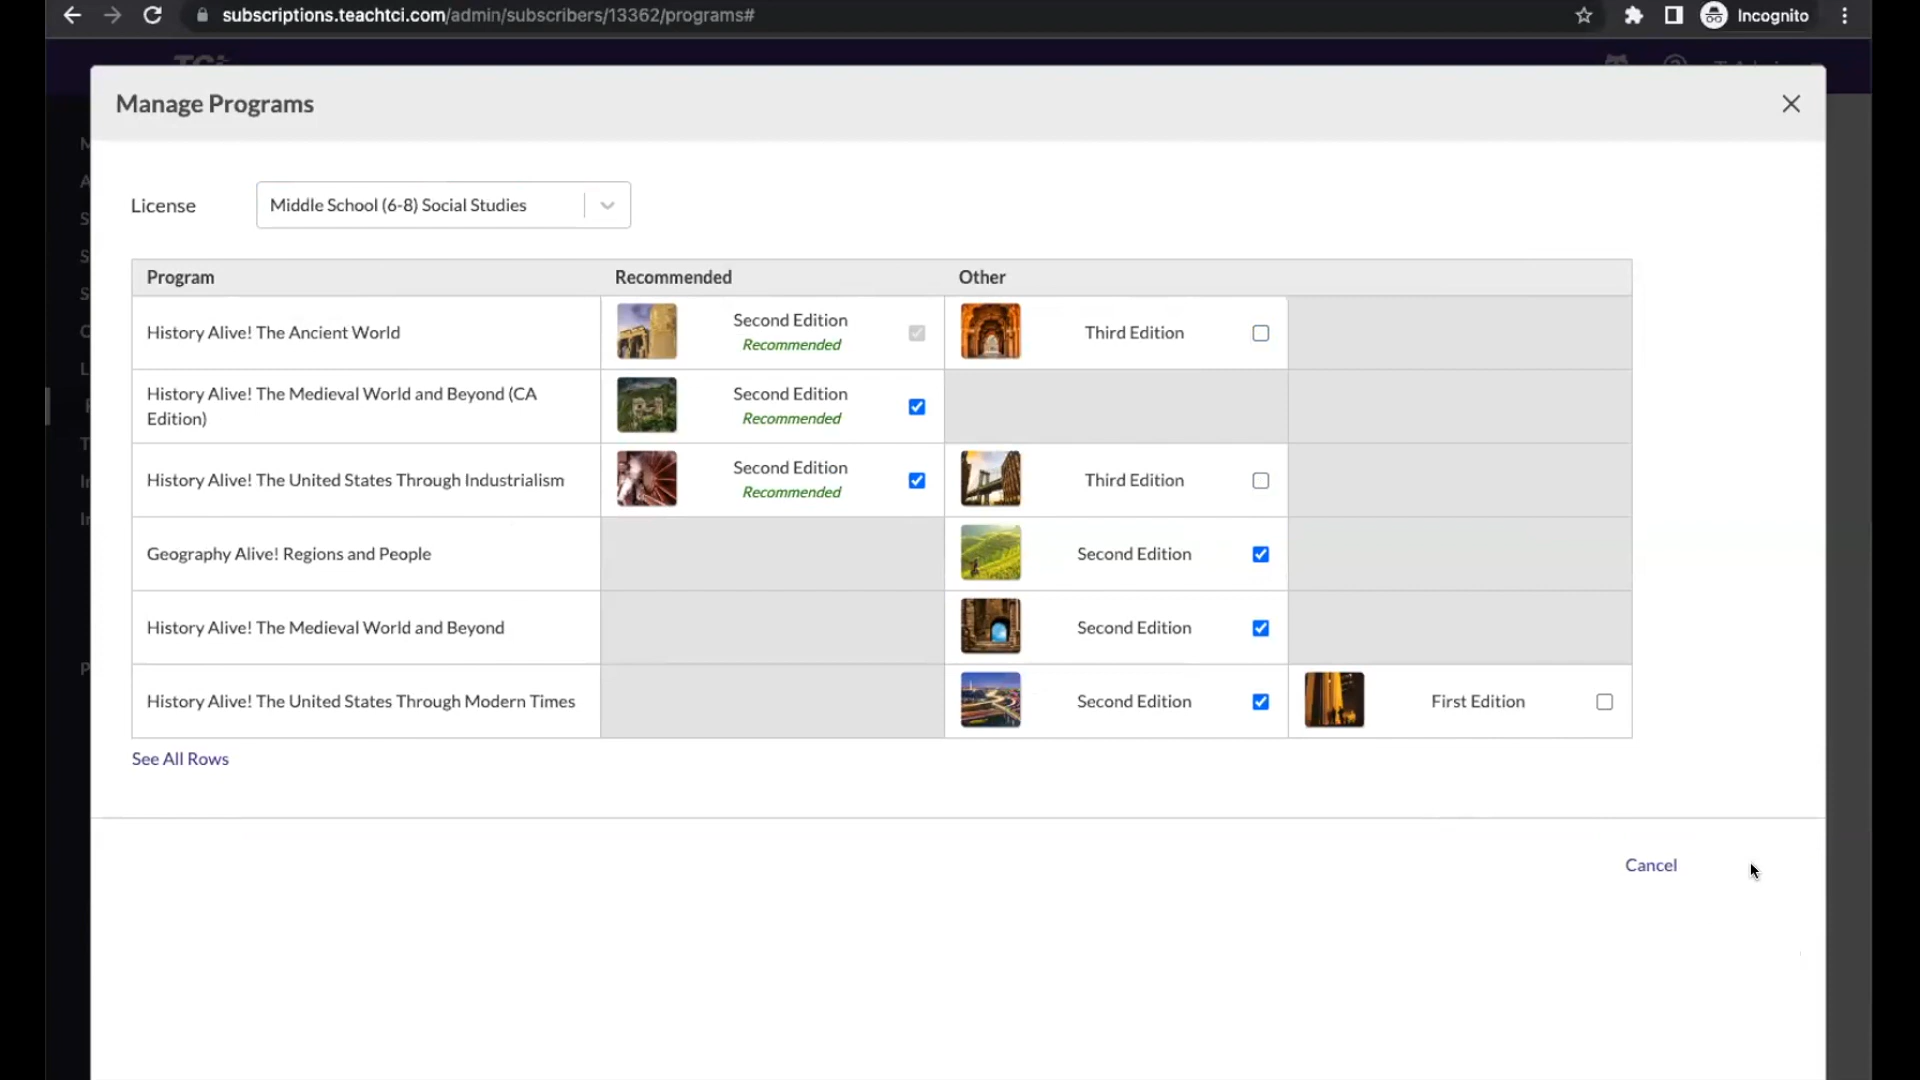 subscriptions.teachtci.com/admin/subscribers/13362/programs#
Incognito
Manage Programs
License
Middle School (6-8) Social Studies
Program
Recommended
Other
History Alive! The Ancient World
Second Edition
Recommended
Third Edition
History Alive! The Medieval World and Beyond (CA
Edition)
Second Edition
Recommended
History Alive! The United States Through Industrialism
Second Edition
Recommended
Third Edition
Geography Alive! Regions and People
Second Edition
History Alive! The Medieval World and Beyond
Second Edition
History Alive! The United States Through Modern Times
Second Edition
First Edition
See All Rows
Cancel